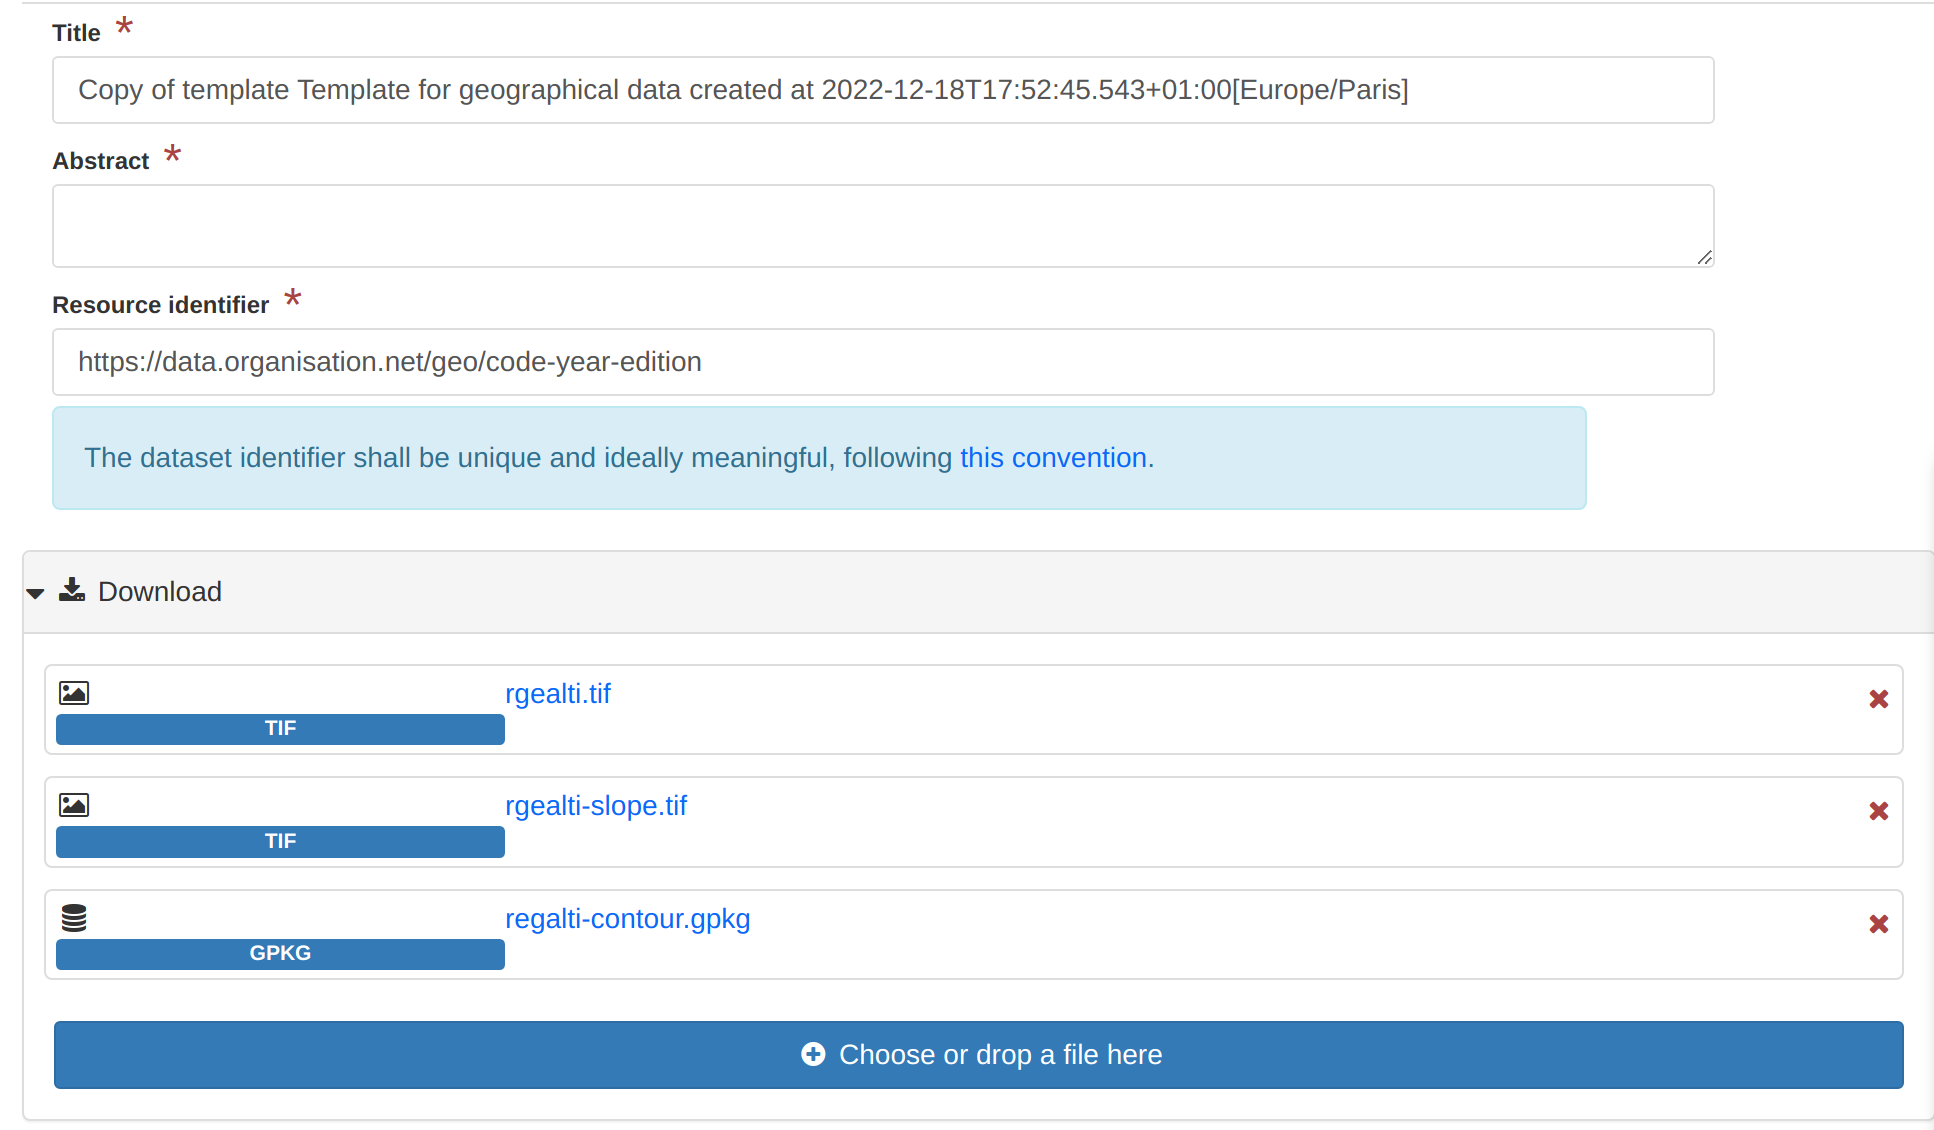 Title *
Copy of template Template for geographical data created at 2022-12-18T17:52:45.543+01:00[Europe/Paris]
Abstract *
Resource identifier *
https://data.organisation.net/geo/code-year-edition
The dataset identifier shall be unique and ideally meaningful, following this convention.
Download
rgealti.tif
TIF
rgealti-slope.tif
TIF
regalti-contour.gpkg
GPKG
Choose or drop a file here